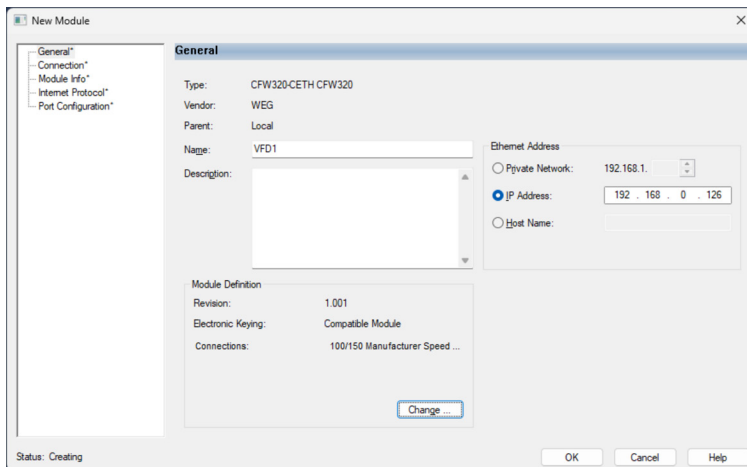 New Module
General*
Connection*
Module Info*
Internet Protocol*
Port Configuration*
General
Type: CFW320-CETH CFW320
Vendor: WEG
Parent: Local
Name: VFD1
Description:
Ethernet Address
Private Network: 192.168.1.
IP Address: 192 . 168 . 0 . 126
Host Name:
Module Definition
Revision: 1.001
Electronic Keying: Compatible Module
Connections: 100/150 Manufacturer Speed ...
Change ...
Status: Creating
OK Cancel Help